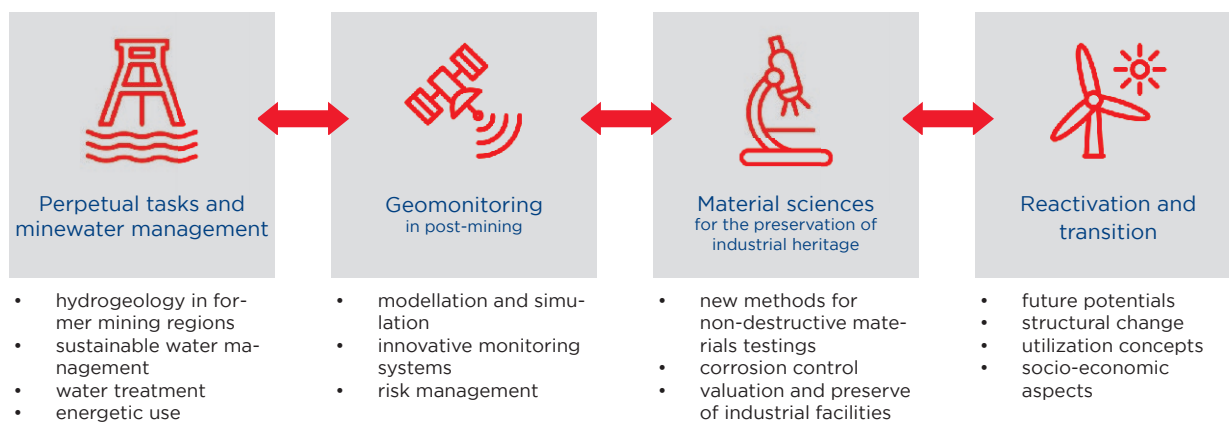 Perpetual tasks and
minewater management
• hydrogeology in for-
mer mining regions
• sustainable water ma-
nagement
• water treatment
• energetic use
Geomonitoring
in post-mining
• modellation and simu-
lation
• innovative monitoring
systems
• risk management
Material sciences
for the preservation of
industrial heritage
• new methods for
non-destructive mate-
rials testings
• corrosion control
• valuation and preserve
of industrial facilities
Reactivation and
transition
• future potentials
• structural change
• utilization concepts
• socio-economic
aspects